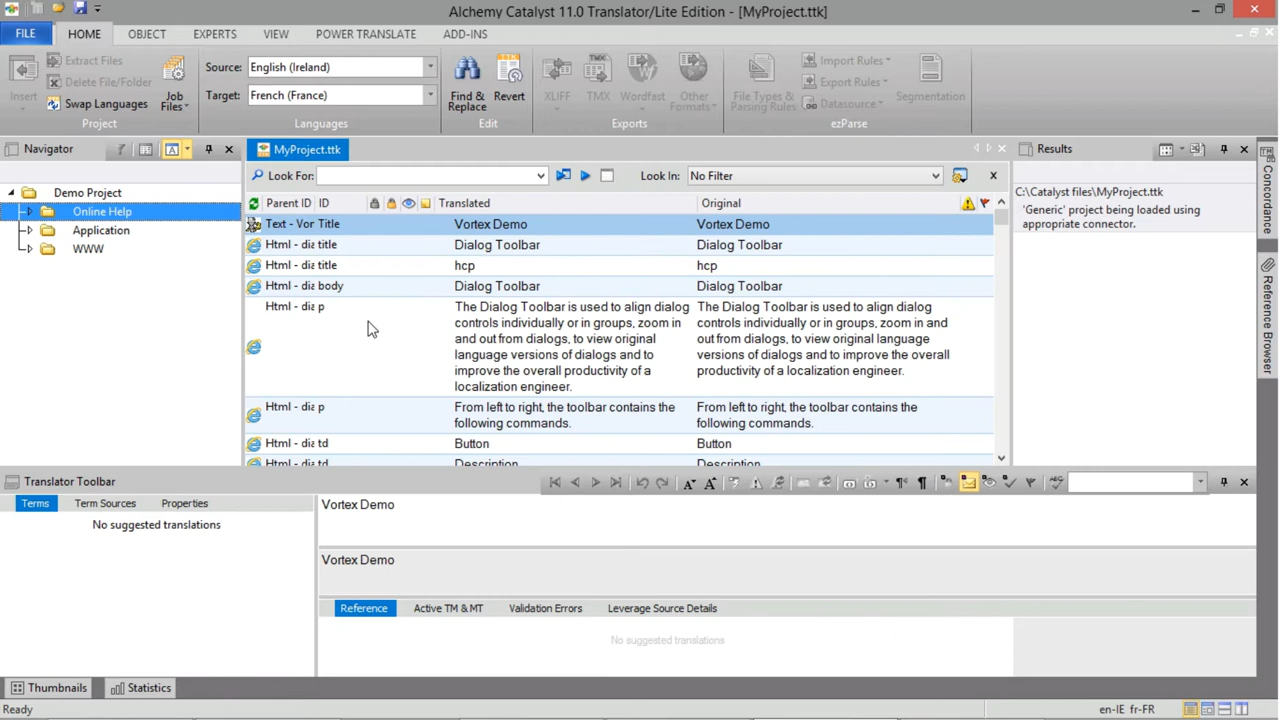 Alchemy Catalyst 11.0 Translator/Lite Edition - [MyProject.ttk]
FILE HOME OBJECT EXPERTS VIEW POWER TRANSLATE ADD-INS
Insert
Extract Files
Delete File/Folder
Swap Languages
Job Files
Project
Source: English (Ireland)
Target: French (France)
Languages
Find & Replace
Revert
Edit
XLIFF
TMX
Wordfast
Other Formats
Exports
File Types & Parsing Rules
Import Rules
Export Rules
Datasource
Segmentation
ezParse
Navigator
Demo Project
Online Help
Application
WWW
MyProject.ttk
Look For: Look In: No Filter
Parent ID ID Translated Original
Text - Vor Title Vortex Demo Vortex Demo
Html - dia title Dialog Toolbar Dialog Toolbar
Html - dia title hcp hcp
Html - dia body Dialog Toolbar Dialog Toolbar
Html - dia p
The Dialog Toolbar is used to align dialog
controls individually or in groups, zoom in
and out from dialogs, to view original
language versions of dialogs and to
improve the overall productivity of a
localization engineer.
The Dialog Toolbar is used to align dialog
controls individually or in groups, zoom in and
out from dialogs, to view original language
versions of dialogs and to improve the overall
productivity of a localization engineer.
Html - dia p
From left to right, the toolbar contains the
following commands.
From left to right, the toolbar contains the
following commands.
Html - dia td Button Button
Html - dia td Description Description
Results
C:\Catalyst files\MyProject.ttk
'Generic' project being loaded using
appropriate connector.
Concordance
Reference Browser
Translator Toolbar
Terms Term Sources Properties
No suggested translations
Vortex Demo
Vortex Demo
Reference Active TM & MT Validation Errors Leverage Source Details
No suggested translations
Thumbnails Statistics
Ready en-IE fr-FR